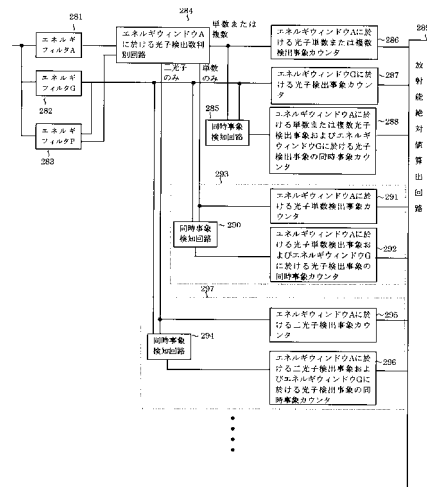 281
エネルギ
フィルタA
エネルギ
フィルタG
282
エネルギ
フィルタP
283
284
エネルギウィンドウA
に於ける光子検出数判
別回路
単数または
複数
二光子
のみ
単数
のみ
285
同時事象
検知回路
エネルギウィンドウAに於
ける光子単数または複数
検出事象カウンタ
286
エネルギウィンドウGに於
ける光子検出事象カウン
タ
287
エネルギウィンドウAに
於ける単数または複数光子
検出事象およびエネルギ
ウィンドウGに於ける光子
検出事象の同時事象カウンタ
288
289
放射能絶対値算出回路
293
同時事象
検知回路
290
エネルギウィンドウAに於
ける光子単数検出事象カウ
ンタ
291
エネルギウィンドウAに於
ける光子単数検出事象お
よびエネルギウィンドウG
に於ける光子検出事象の
同時事象カウンタ
292
297
同時事象
検知回路
294
エネルギウィンドウAに於
ける二光子検出事象カウン
タ
295
エネルギウィンドウAに於
ける二光子検出事象およ
びエネルギウィンドウGに
於ける光子検出事象の同
時事象カウンタ
296